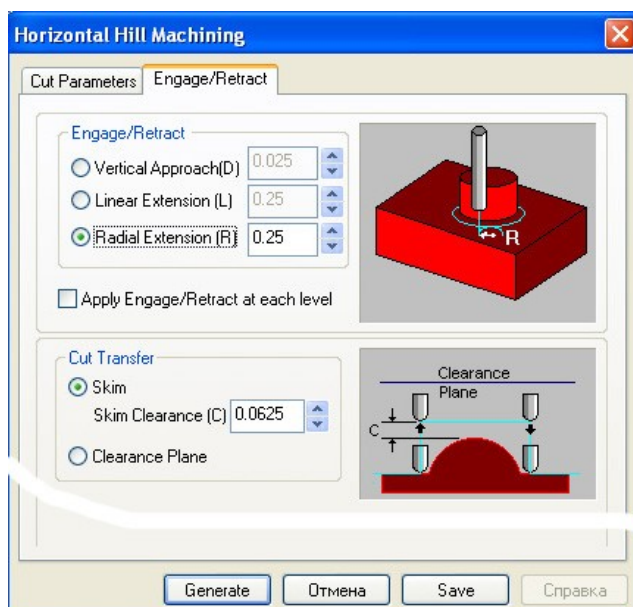 Horizontal Hill Machining
Cut Parameters Engage/Retract
Engage/Retract
Vertical Approach(D) 0.025
Linear Extension (L) 0.25
Radial Extension (R) 0.25
R
Apply Engage/Retract at each level
Cut Transfer
Skim
Skim Clearance (C) 0.0625
Clearance Plane
Clearance
Plane
C
Generate Отмена Save Справка